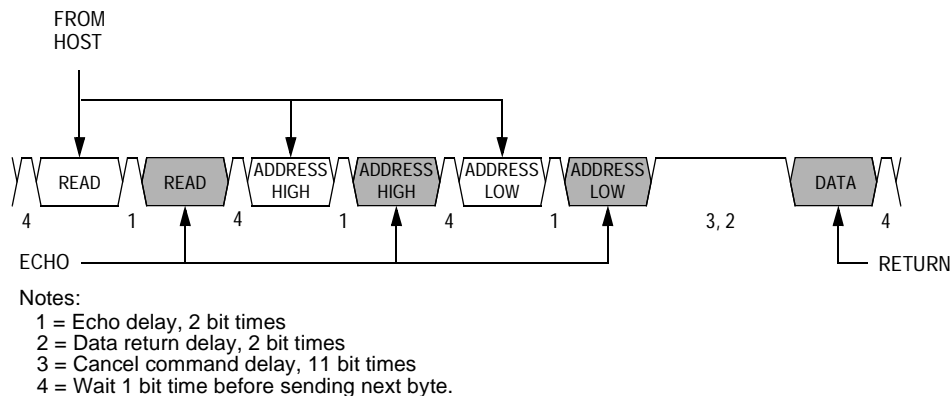 FROM
HOST
READ
READ
ADDRESS
HIGH
ADDRESS
HIGH
ADDRESS
LOW
ADDRESS
LOW
DATA
4
1
4
1
4
1
3, 2
4
ECHO
RETURN
Notes:
1 = Echo delay, 2 bit times
2 = Data return delay, 2 bit times
3 = Cancel command delay, 11 bit times
4 = Wait 1 bit time before sending next byte.